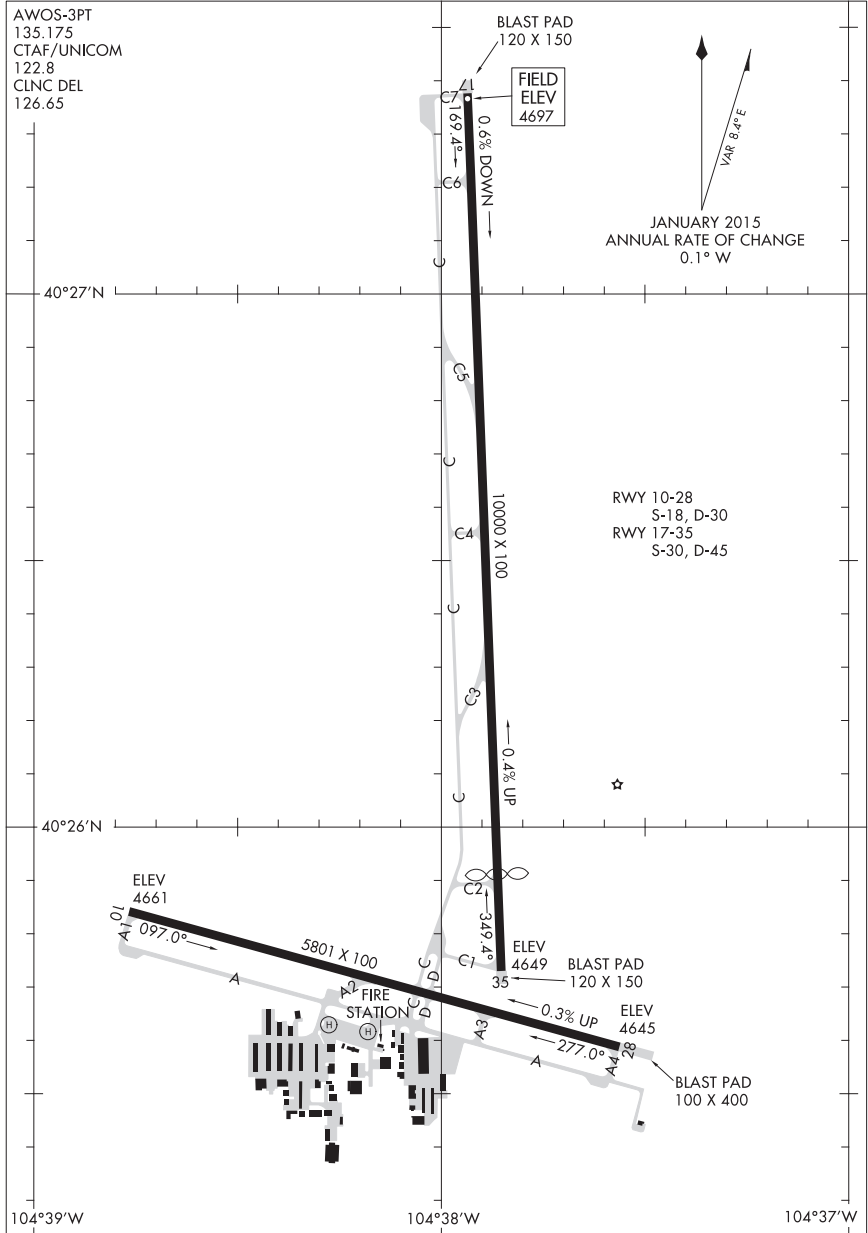 AWOS-3PT
135.175
CTAF/UNICOM
122.8
CLNC DEL
126.65
BLAST PAD
120 X 150
17
C7
FIELD
ELEV
4697
169.4°
0.6% DOWN
C6
VAR 8.4° E
JANUARY 2015
ANNUAL RATE OF CHANGE
0.1° W
C
40°27'N
C5
C
10000 X 100
RWY 10-28
S-18, D-30
RWY 17-35
S-30, D-45
C4
C
C3
0.4% UP
C
40°26'N
C2
349.4°
ELEV
4661
10
A1
097.0°
5801 X 100
A
C
D
C1
ELEV
4649
35
BLAST PAD
120 X 150
A2
FIRE
STATION
C
D
H
H
A3
0.3% UP
277.0°
A
ELEV
4645
A4
28
BLAST PAD
100 X 400
104°39'W
104°38'W
104°37'W